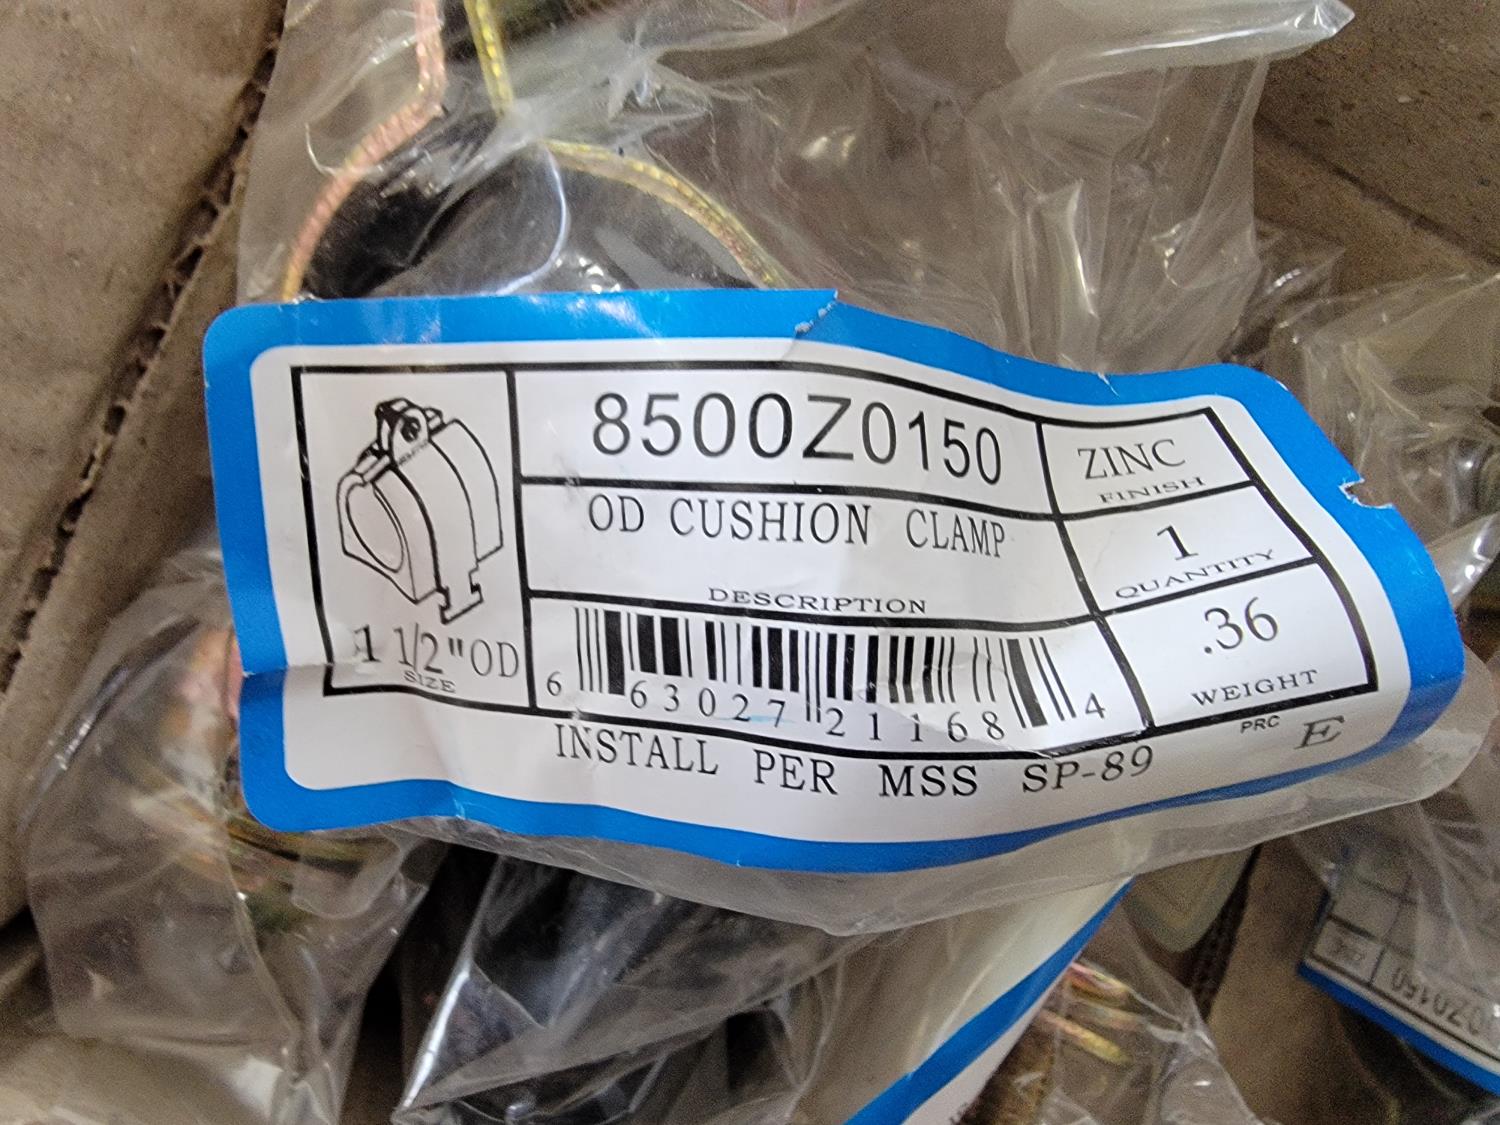 8500Z0150
ZINC
FINISH
OD CUSHION CLAMP
DESCRIPTION
1
QUANTITY
1 1/2"OD
SIZE
6 63027 21168 4
.36
WEIGHT
INSTALL PER MSS SP-89
PRC E
0Z0150